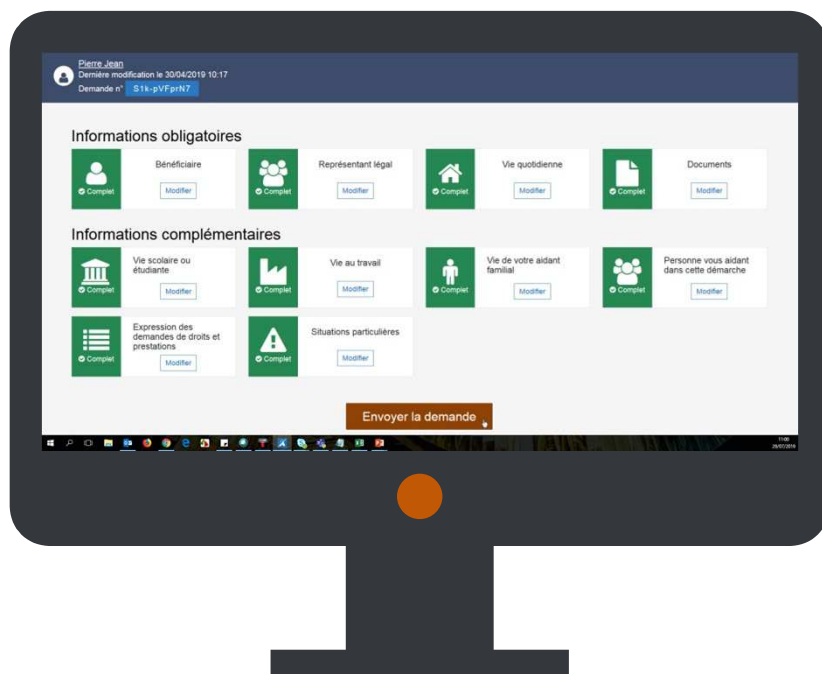 Pierre Jean
Dernière modification le 30/04/2019 10:17
Demande n° S1k-pVFprN7
Informations obligatoires
Complet
Bénéficiaire
Modifier
Complet
Représentant légal
Modifier
Complet
Vie quotidienne
Modifier
Complet
Documents
Modifier
Informations complémentaires
Complet
Vie scolaire ou
étudiante
Modifier
Complet
Vie au travail
Modifier
Complet
Vie de votre aidant
familial
Modifier
Complet
Personne vous aidant
dans cette démarche
Modifier
Complet
Expression des
demandes de droits et
prestations
Modifier
Complet
Situations particulières
Modifier
Envoyer la demande
11:00